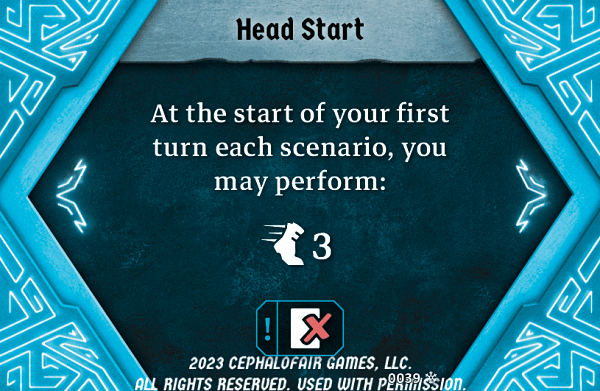 Head Start
At the start of your first
turn each scenario, you
may perform:
3
!
2023 CEPHALOFAIR GAMES, LLC.
ALL RIGHTS RESERVED. USED WITH PERMISSION.
0039